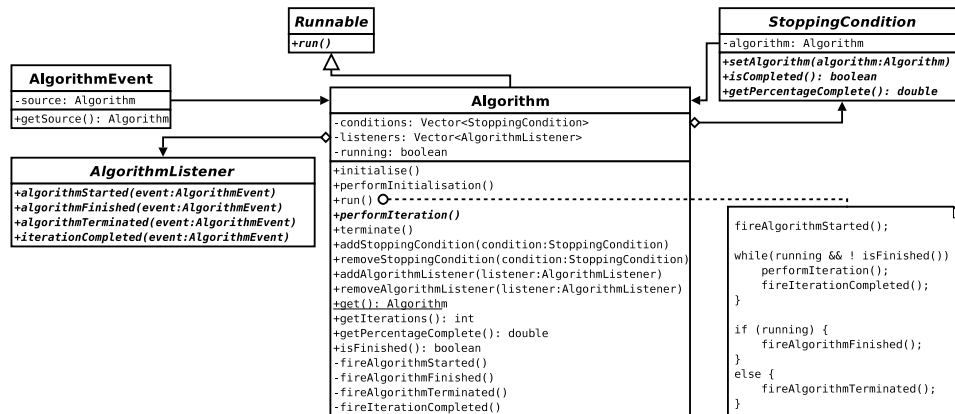 Runnable
+run()
StoppingCondition
-algorithm: Algorithm
+setAlgorithm(algorithm:Algorithm)
+isCompleted(): boolean
+getPercentageComplete(): double
AlgorithmEvent
-source: Algorithm
+getSource(): Algorithm
AlgorithmListener
+algorithmStarted(event:AlgorithmEvent)
+algorithmFinished(event:AlgorithmEvent)
+algorithmTerminated(event:AlgorithmEvent)
+iterationCompleted(event:AlgorithmEvent)
Algorithm
-conditions: Vector<StoppingCondition>
-listeners: Vector<AlgorithmListener>
-running: boolean
+initialise()
+performInitialisation()
+run()
+performIteration()
+terminate()
+addStoppingCondition(condition:StoppingCondition)
+removeStoppingCondition(condition:StoppingCondition)
+addAlgorithmListener(listener:AlgorithmListener)
+removeAlgorithmListener(listener:AlgorithmListener)
+get(): Algorithm
+getIterations(): int
+getPercentageComplete(): double
+isFinished(): boolean
-fireAlgorithmStarted()
-fireAlgorithmFinished()
-fireAlgorithmTerminated()
-fireIterationCompleted()
fireAlgorithmStarted();
while(running && ! isFinished())
performIteration();
fireIterationCompleted();
}
if (running) {
fireAlgorithmFinished();
}
else {
fireAlgorithmTerminated();
}